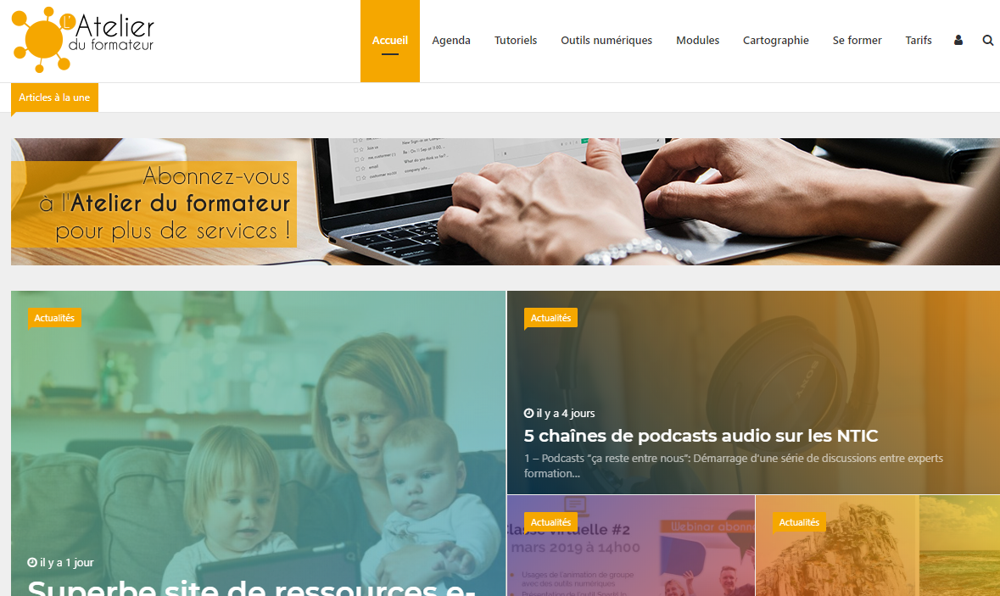 L'Atelier
du formateur
Accueil
Agenda
Tutoriels
Outils numériques
Modules
Cartographie
Se former
Tarifs
Articles à la une
Abonnez-vous
à l'Atelier du formateur
pour plus de services !
Actualités
il y a 1 jour
Superbe site de ressources e-
Actualités
SONY
il y a 4 jours
5 chaînes de podcasts audio sur les NTIC
1 – Podcasts “ça reste entre nous”: Démarrage d’une série de discussions entre experts
formation...
Actualités
Classe virtuelle #2
mars 2019 à 14h00
Usages de l'animation de groupe
avec des outils numériques
Webinar abonn
Actualités